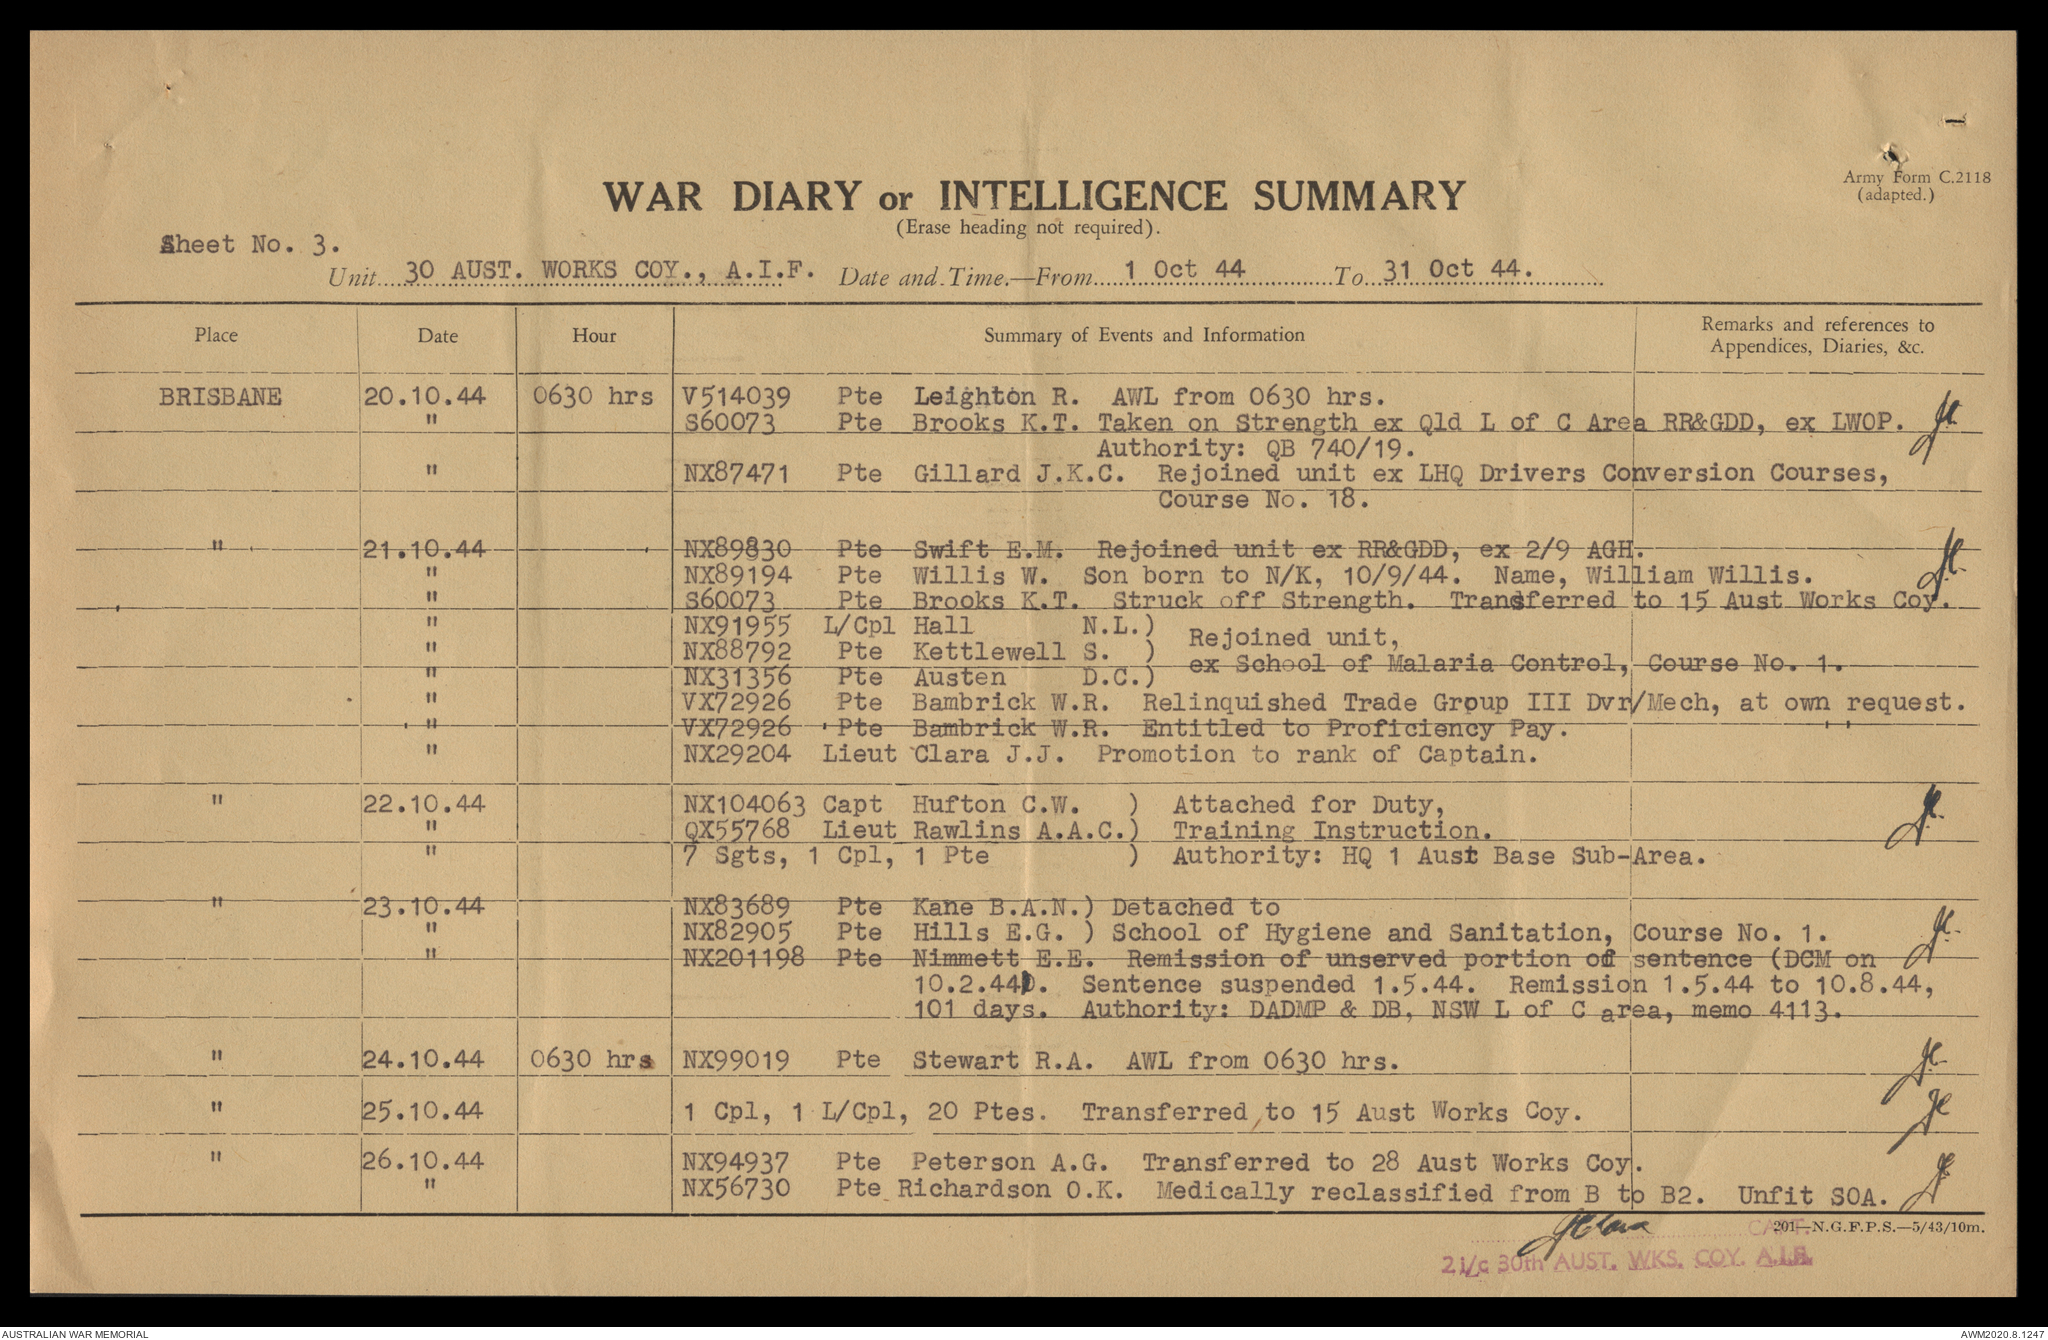 Army Form C.2118
(adapted.)
WAR DIARY or INTELLIGENCE SUMMARY
(Erase heading not required).
Sheet No. 3.
Unit 30 AUST. WORKS COY., A.I.F. Date and Time.—From 1 Oct 44 To 31 Oct 44.
Place Date Hour Summary of Events and Information Remarks and references to Appendices, Diaries, &c.
BRISBANE 20.10.44 0630 hrs V514039 Pte Leighton R. AWL from 0630 hrs.
" S60073 Pte Brooks K.T. Taken on Strength ex Qld L of C Area RR&GDD, ex LWOP.
Authority: QB 740/19.
" NX87471 Pte Gillard J.K.C. Rejoined unit ex LHQ Drivers Conversion Courses,
Course No. 18.
" 21.10.44 NX89830 Pte Swift E.M. Rejoined unit ex RR&GDD, ex 2/9 AGH.
" NX89194 Pte Willis W. Son born to N/K, 10/9/44. Name, William Willis.
" S60073 Pte Brooks K.T. Struck off Strength. Transferred to 15 Aust Works Coy.
" NX91955 L/Cpl Hall N.L.) Rejoined unit,
" NX88792 Pte Kettlewell S. ) ex School of Malaria Control, Course No. 1.
" NX31356 Pte Austen D.C.)
" VX72926 Pte Bambrick W.R. Relinquished Trade Group III Dvr/Mech, at own request.
" VX72926 Pte Bambrick W.R. Entitled to Proficiency Pay.
" NX29204 Lieut Clara J.J. Promotion to rank of Captain.
" 22.10.44 NX104063 Capt Hufton C.W. ) Attached for Duty,
" QX55768 Lieut Rawlins A.A.C.) Training Instruction.
" 7 Sgts, 1 Cpl, 1 Pte ) Authority: HQ 1 Aust Base Sub-Area.
" 23.10.44 NX83689 Pte Kane B.A.N.) Detached to
" NX82905 Pte Hills E.G. ) School of Hygiene and Sanitation, Course No. 1.
" NX201198 Pte Nimmett E.E. Remission of unserved portion of sentence (DCM on
10.2.44). Sentence suspended 1.5.44. Remission 1.5.44 to 10.8.44,
101 days. Authority: DADMP & DB, NSW L of C area, memo 4113.
" 24.10.44 0630 hrs NX99019 Pte Stewart R.A. AWL from 0630 hrs.
" 25.10.44 1 Cpl, 1 L/Cpl, 20 Ptes. Transferred to 15 Aust Works Coy.
" 26.10.44 NX94937 Pte Peterson A.G. Transferred to 28 Aust Works Coy.
" NX56730 Pte Richardson O.K. Medically reclassified from B to B2. Unfit SOA.
JClara CAPT.
201—N.G.F.P.S.—5/43/10m.
2 i/c 30th AUST. WKS. COY. A.I.F.
AUSTRALIAN WAR MEMORIAL
AWM2020.8.1247